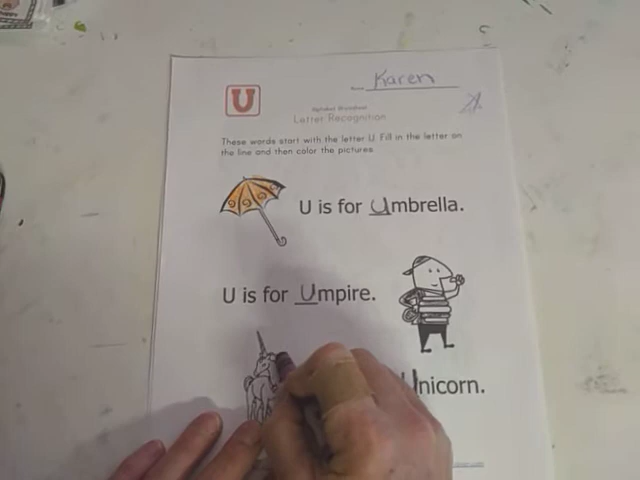 Karen
U
Letter Recognition
These words start with the letter U. Fill in the letter on
the line and then color the pictures.
U is for Umbrella.
U is for Umpire.
Unicorn.